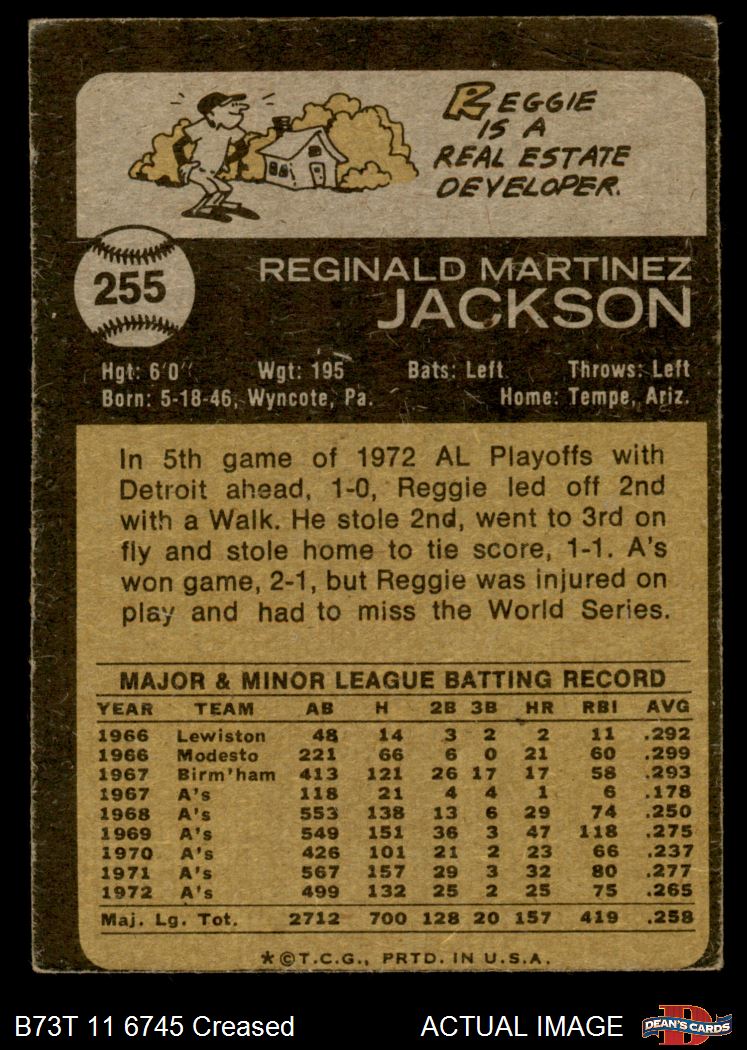 REGGIE
IS A
REAL ESTATE
DEVELOPER.
255
REGINALD MARTINEZ
JACKSON
Hgt: 6'0" Wgt: 195 Bats: Left Throws: Left
Born: 5-18-46, Wyncote, Pa. Home: Tempe, Ariz.
In 5th game of 1972 AL Playoffs with
Detroit ahead, 1-0, Reggie led off 2nd
with a Walk. He stole 2nd, went to 3rd on
fly and stole home to tie score, 1-1. A's
won game, 2-1, but Reggie was injured on
play and had to miss the World Series.
MAJOR & MINOR LEAGUE BATTING RECORD
YEAR TEAM AB H 2B 3B HR RBI AVG
1966 Lewiston 48 14 3 2 2 11 .292
1966 Modesto 221 66 6 0 21 60 .299
1967 Birm'ham 413 121 26 17 17 58 .293
1967 A's 118 21 4 4 1 6 .178
1968 A's 553 138 13 6 29 74 .250
1969 A's 549 151 36 3 47 118 .275
1970 A's 426 101 21 2 23 66 .237
1971 A's 567 157 29 3 32 80 .277
1972 A's 499 132 25 2 25 75 .265
Maj. Lg. Tot. 2712 700 128 20 157 419 .258
*©T.C.G., PRTD. IN U.S.A.
B73T 11 6745 Creased ACTUAL IMAGE
DEAN'S CARDS